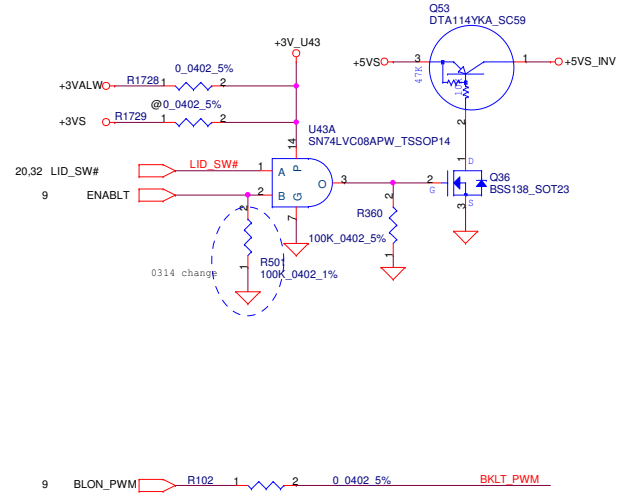 Q53
DTA114YKA_SC59
+3V_U43
+5VS 3 1 +5VS_INV
47K
10K
2
0_0402_5%
+3VALW R1728 1 2
@0_0402_5%
+3VS R1729 1 2
14
U43A
SN74LVC08APW_TSSOP14
20,32 LID_SW# LID_SW# 1 A P
9 ENABLT 2 B G O 3
7
1 D
2 G
Q36
BSS138_SOT23
3 S
2
R360
1
100K_0402_5%
2
R501
1
100K_0402_1%
0314 change
9 BLON_PWM R102 1 2 0_0402_5% BKLT_PWM